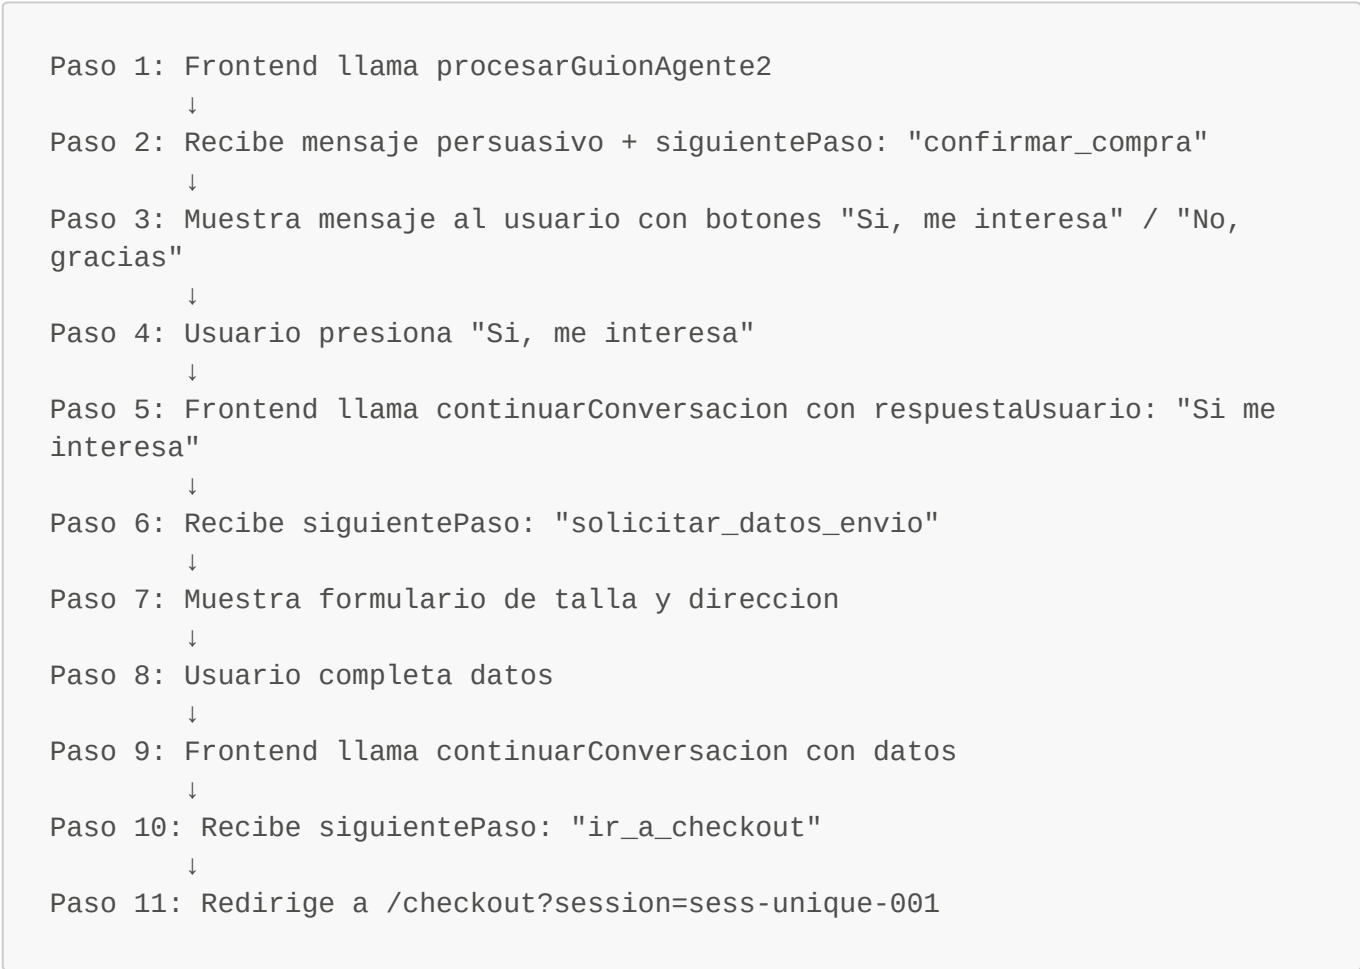 Paso 1: Frontend llama procesarGuionAgente2
↓
Paso 2: Recibe mensaje persuasivo + siguientePaso: "confirmar_compra"
↓
Paso 3: Muestra mensaje al usuario con botones "Si, me interesa" / "No,
gracias"
↓
Paso 4: Usuario presiona "Si, me interesa"
↓
Paso 5: Frontend llama continuarConversacion con respuestaUsuario: "Si me
interesa"
↓
Paso 6: Recibe siguientePaso: "solicitar_datos_envio"
↓
Paso 7: Muestra formulario de talla y direccion
↓
Paso 8: Usuario completa datos
↓
Paso 9: Frontend llama continuarConversacion con datos
↓
Paso 10: Recibe siguientePaso: "ir_a_checkout"
↓
Paso 11: Redirige a /checkout?session=sess-unique-001